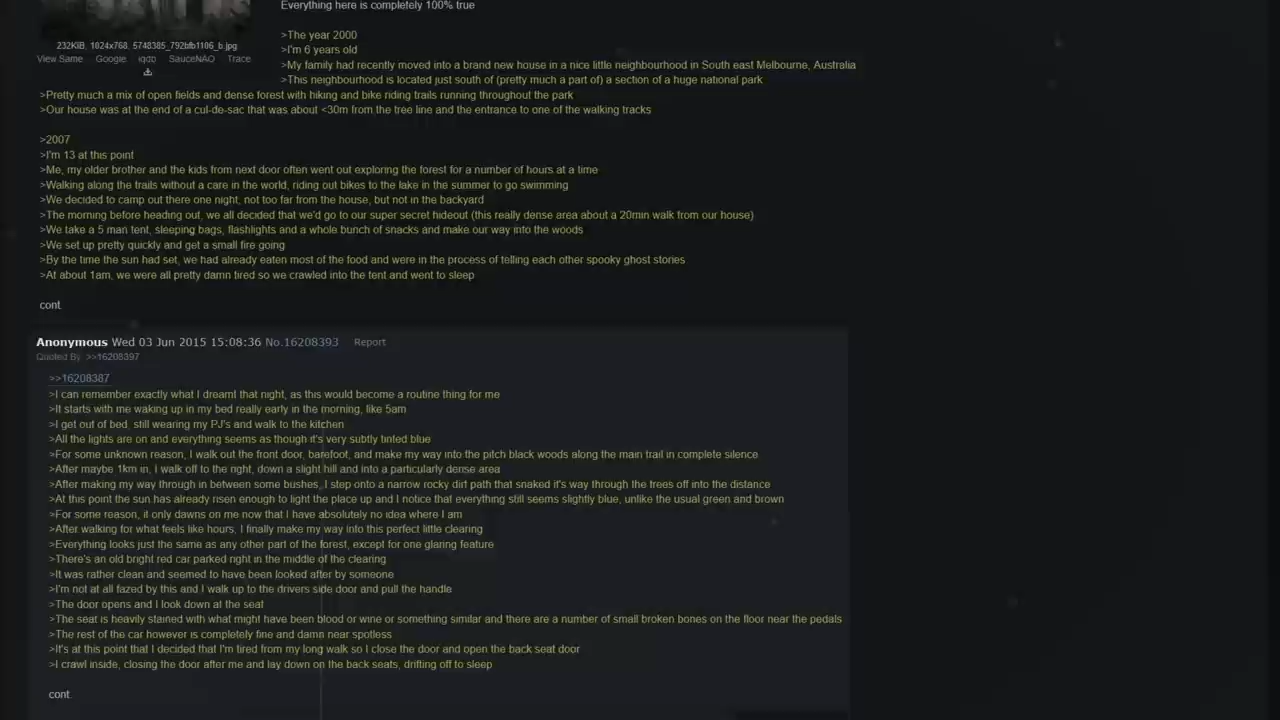 Everything here is completely 100% true
232KiB, 1024x768, 5748385_792bfb1106_b.jpg
View Same Google iqdb SauceNAO Trace
>The year 2000
>I'm 6 years old
>My family had recently moved into a brand new house in a nice little neighbourhood in South east Melbourne, Australia
>This neighbourhood is located just south of (pretty much a part of) a section of a huge national park
>Pretty much a mix of open fields and dense forest with hiking and bike riding trails running throughout the park
>Our house was at the end of a cul-de-sac that was about <30m from the tree line and the entrance to one of the walking tracks
>2007
>I'm 13 at this point
>Me, my older brother and the kids from next door often went out exploring the forest for a number of hours at a time
>Walking along the trails without a care in the world, riding out bikes to the lake in the summer to go swimming
>We decided to camp out there one night, not too far from the house, but not in the backyard
>The morning before heading out, we all decided that we'd go to our super secret hideout (this really dense area about a 20min walk from our house)
>We take a 5 man tent, sleeping bags, flashlights and a whole bunch of snacks and make our way into the woods
>We set up pretty quickly and get a small fire going
>By the time the sun had set, we had already eaten most of the food and were in the process of telling each other spooky ghost stories
>At about 1am, we were all pretty damn tired so we crawled into the tent and went to sleep
cont.
Anonymous Wed 03 Jun 2015 15:08:36 No.16208393 Report
Quoted By: >>16208397
>>16208387
>I can remember exactly what I dreamt that night, as this would become a routine thing for me
>It starts with me waking up in my bed really early in the morning, like 5am
>I get out of bed, still wearing my PJ's and walk to the kitchen
>All the lights are on and everything seems as though it's very subtly tinted blue
>For some unknown reason, I walk out the front door, barefoot, and make my way into the pitch black woods along the main trail in complete silence
>After maybe 1km in, I walk off to the right, down a slight hill and into a particularly dense area
>After making my way through in between some bushes, I step onto a narrow rocky dirt path that snaked it's way through the trees off into the distance
>At this point the sun has already risen enough to light the place up and I notice that everything still seems slightly blue, unlike the usual green and brown
>For some reason, it only dawns on me now that I have absolutely no idea where I am
>After walking for what feels like hours, I finally make my way into this perfect little clearing
>Everything looks just the same as any other part of the forest, except for one glaring feature
>There's an old bright red car parked right in the middle of the clearing
>It was rather clean and seemed to have been looked after by someone
>I'm not at all fazed by this and I walk up to the drivers side door and pull the handle
>The door opens and I look down at the seat
>The seat is heavily stained with what might have been blood or wine or something similar and there are a number of small broken bones on the floor near the pedals
>The rest of the car however is completely fine and damn near spotless
>It's at this point that I decided that I'm tired from my long walk so I close the door and open the back seat door
>I crawl inside, closing the door after me and lay down on the back seats, drifting off to sleep
cont.